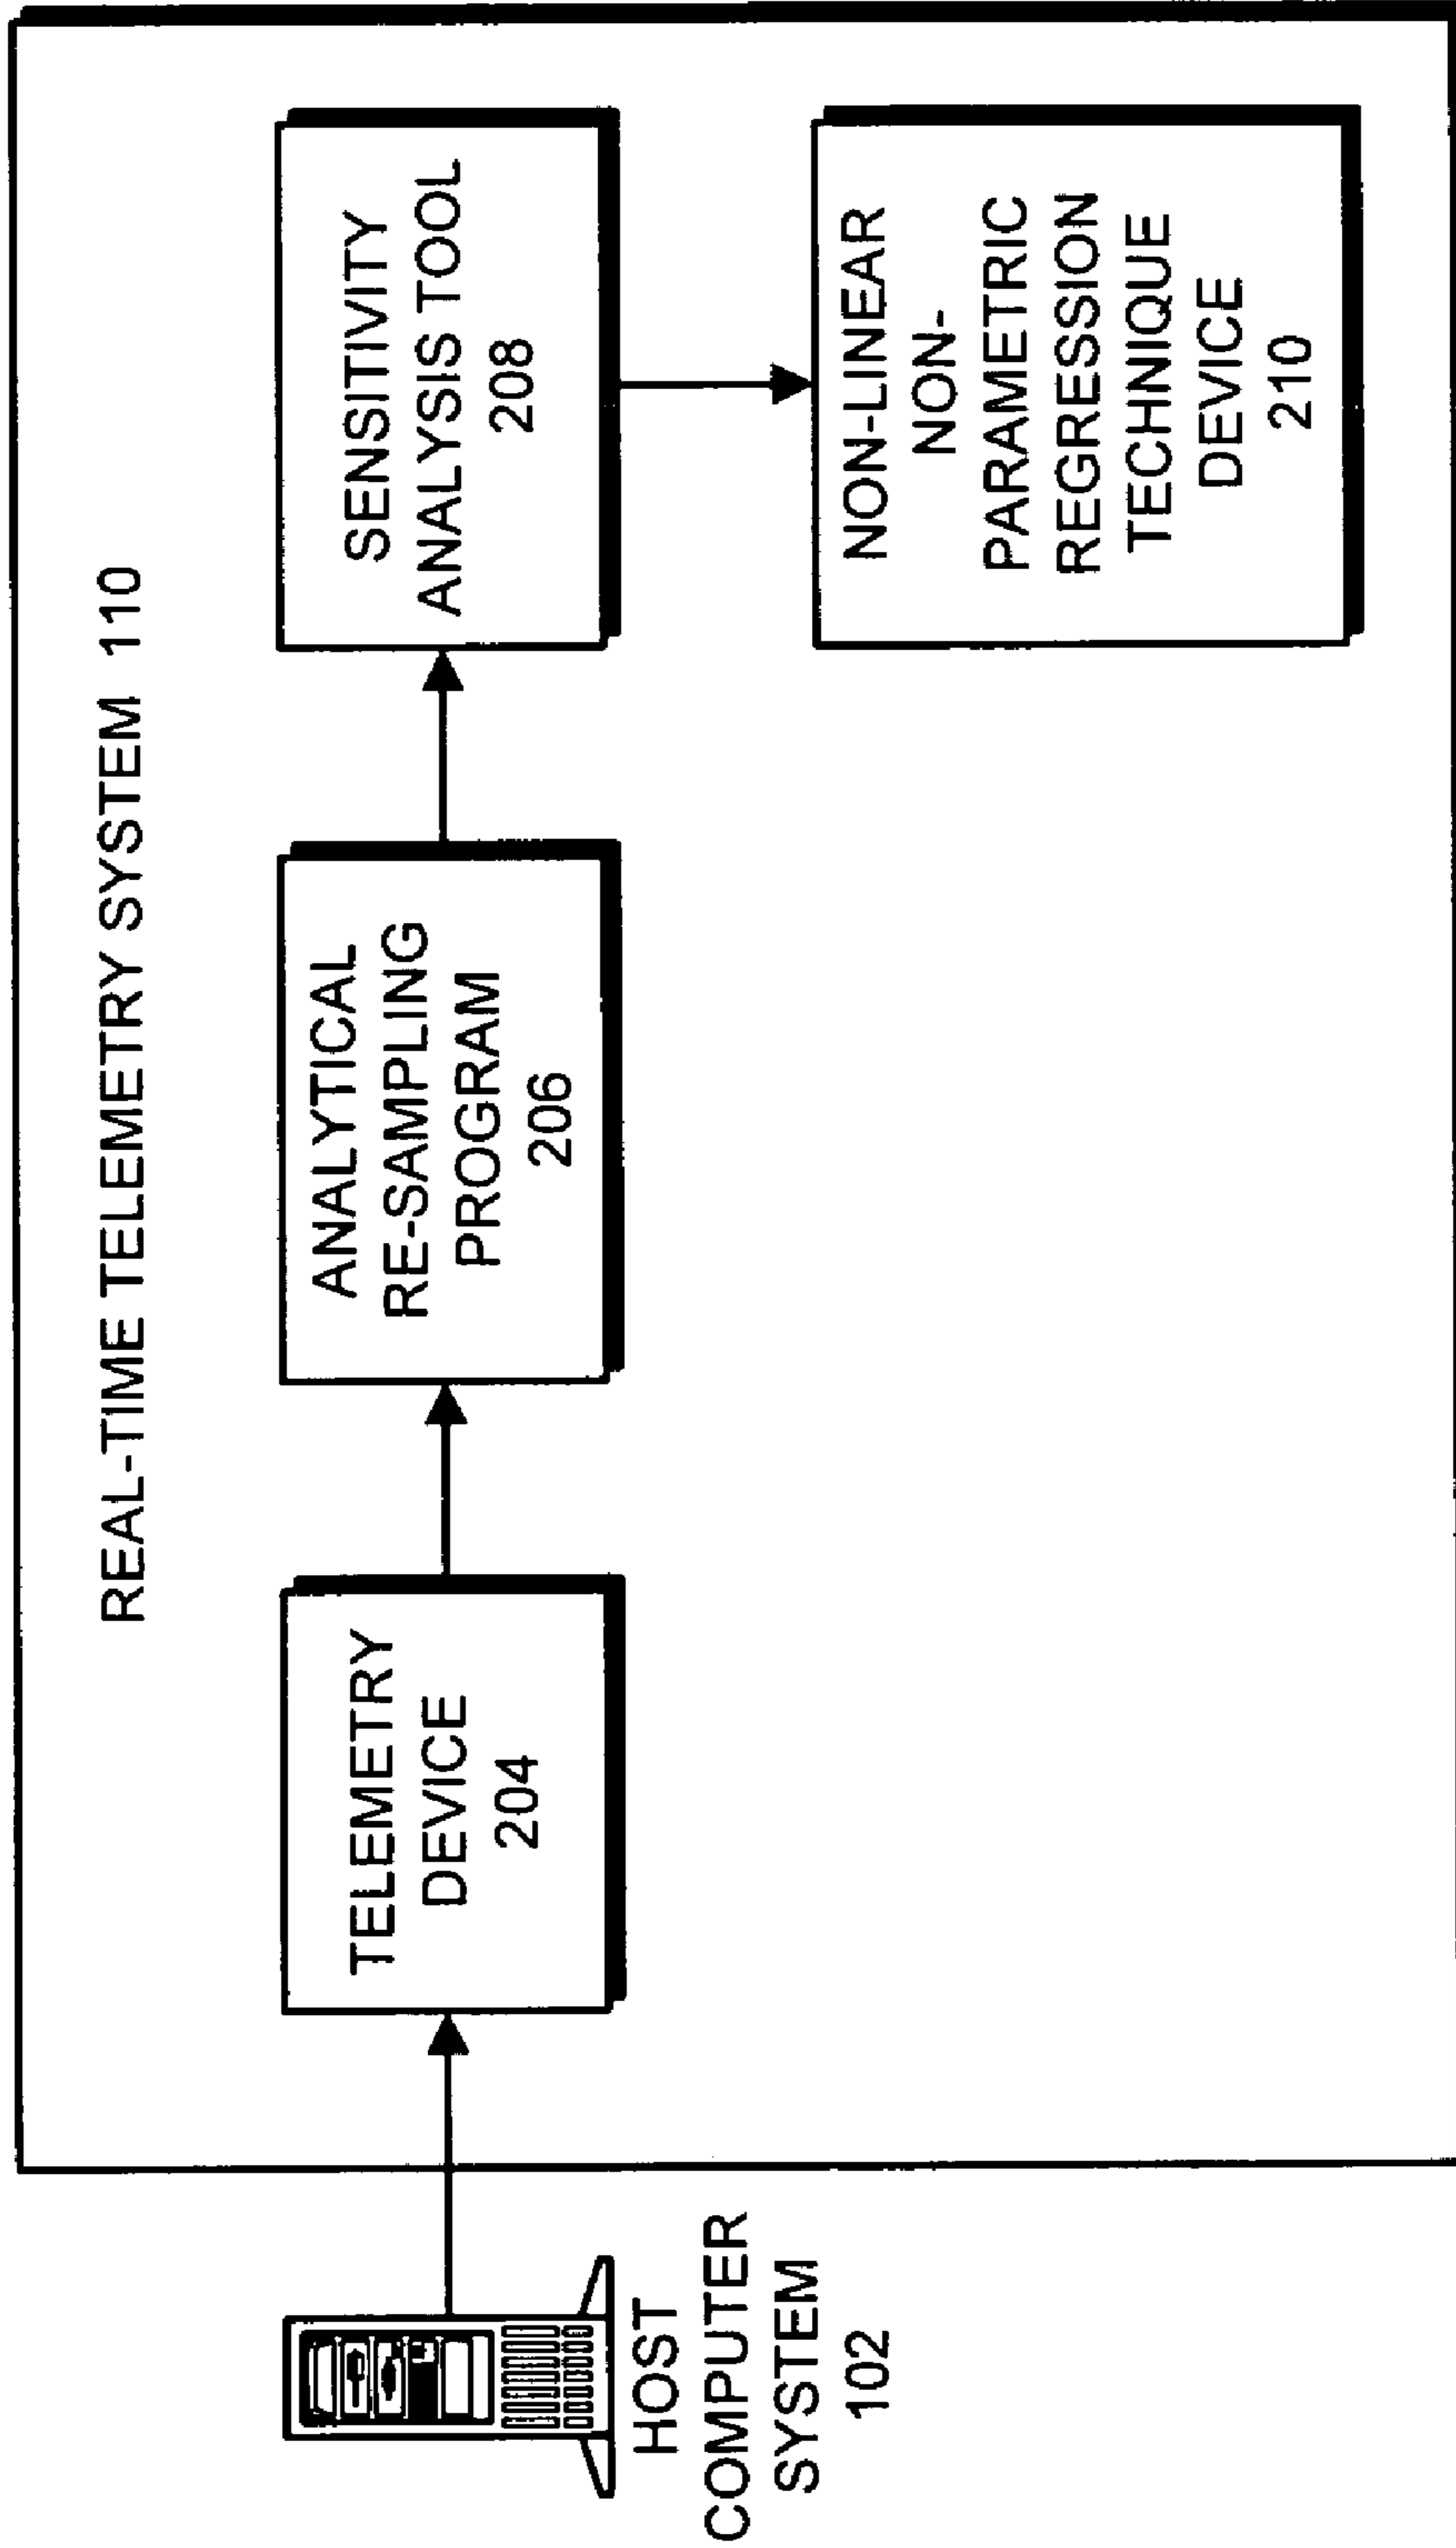 REAL-TIME TELEMETRY SYSTEM 110
HOST
COMPUTER
SYSTEM
102
TELEMETRY
DEVICE
204
ANALYTICAL
RE-SAMPLING
PROGRAM
206
SENSITIVITY
ANALYSIS TOOL
208
NON-LINEAR
NON-
PARAMETRIC
REGRESSION
TECHNIQUE
DEVICE
210